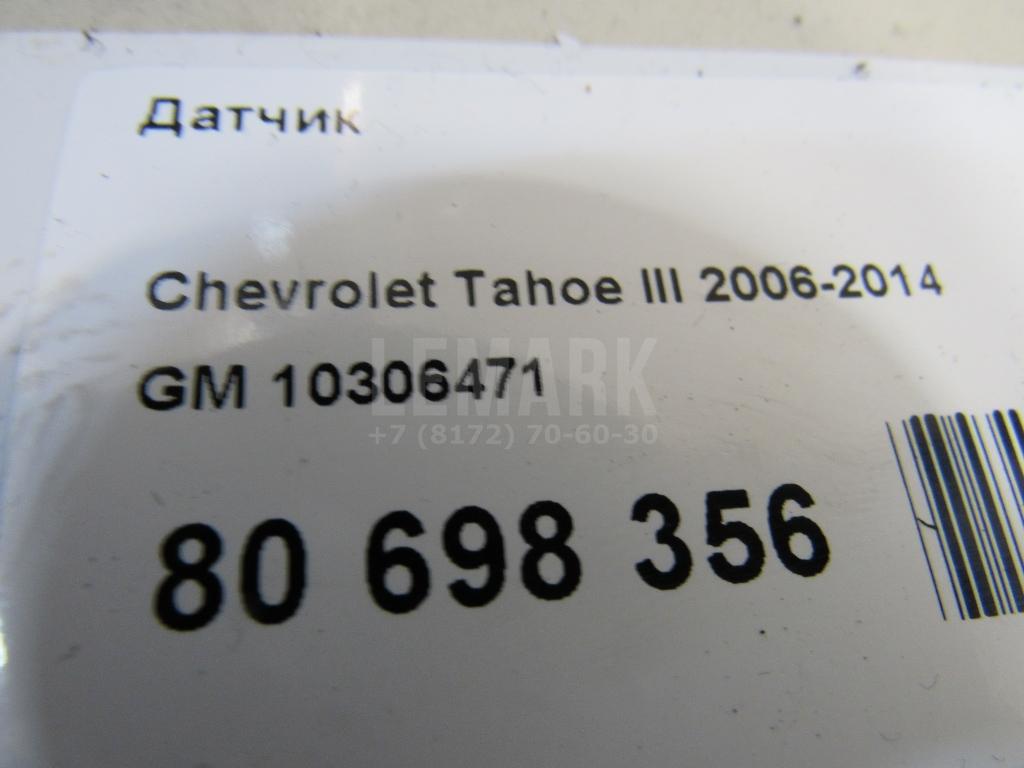 Датчик
Chevrolet Tahoe III 2006-2014
GM 10306471
LEMARK
+7 (8172) 70-60-30
80 698 356